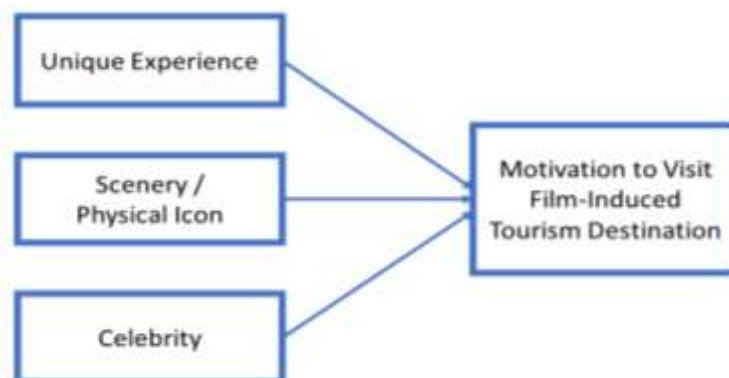 Unique Experience
Scenery /
Physical Icon
Celebrity
Motivation to Visit
Film-Induced
Tourism Destination